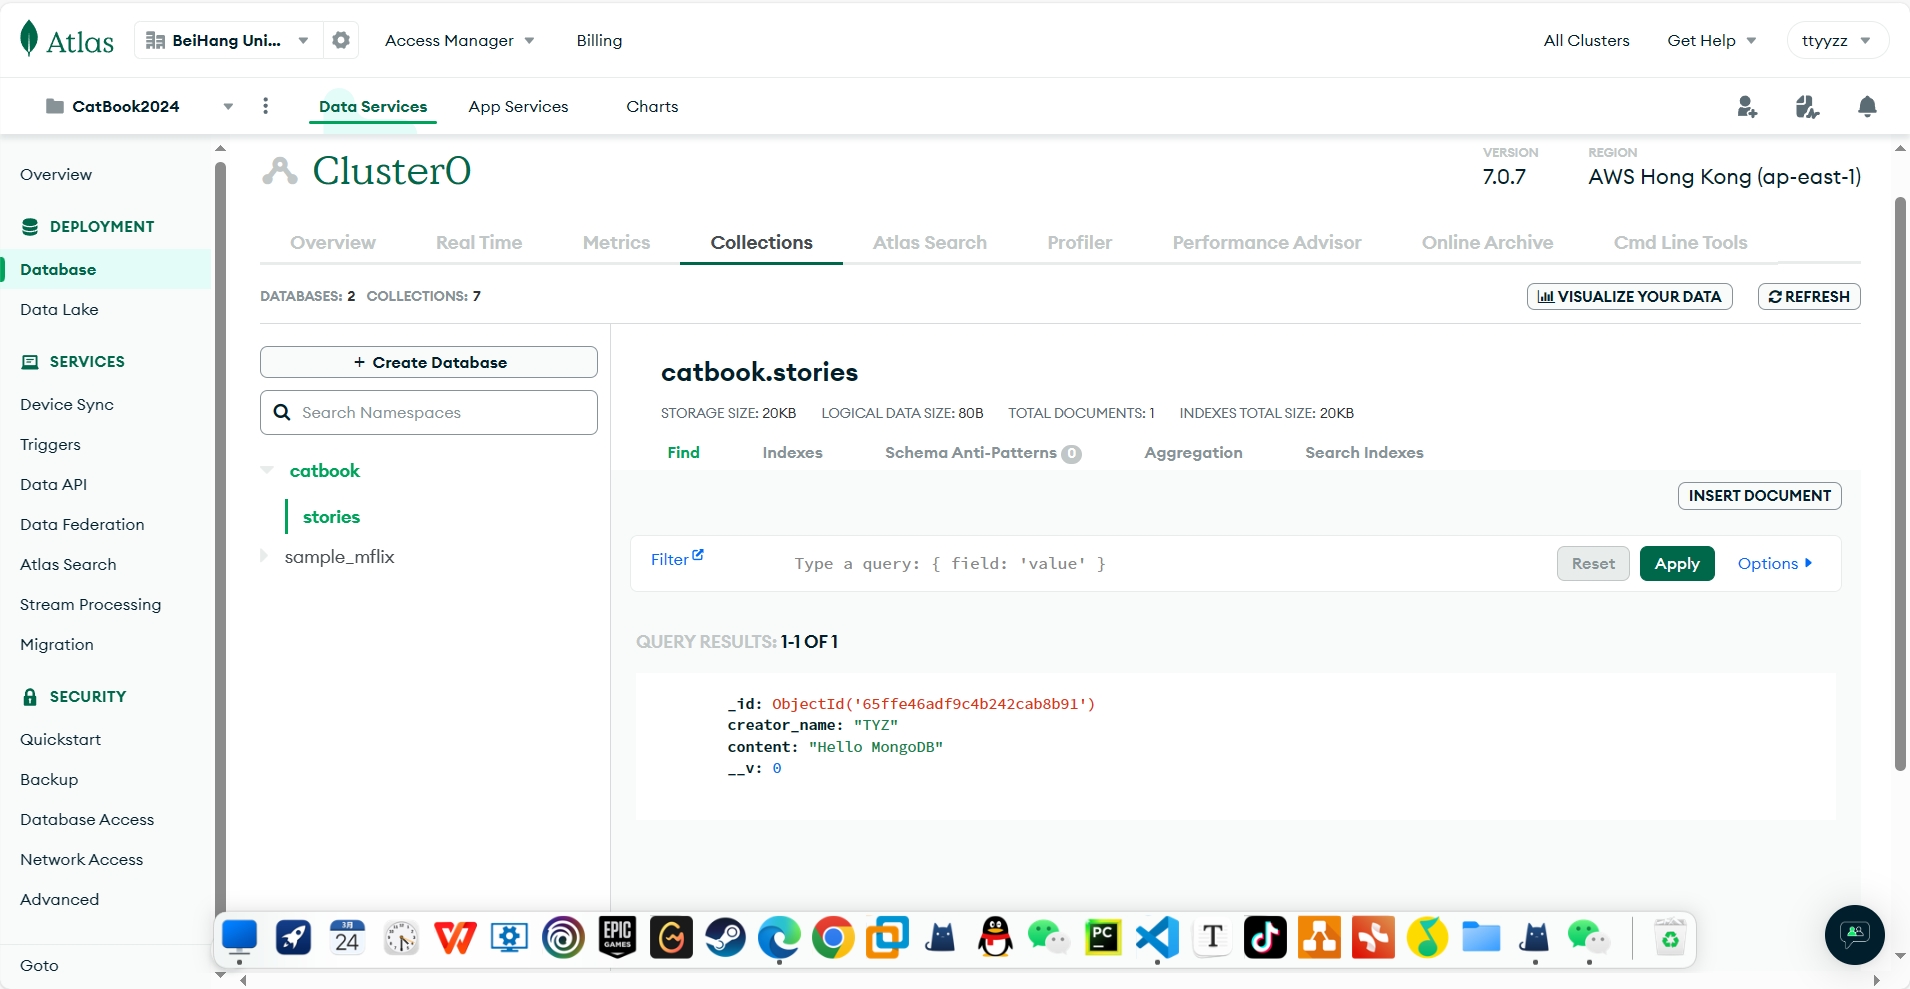 Atlas
BeiHang Uni...
Access Manager
Billing
All Clusters
Get Help
ttyyzz
CatBook2024
Data Services
App Services
Charts
Overview
DEPLOYMENT
Database
Data Lake
SERVICES
Device Sync
Triggers
Data API
Data Federation
Atlas Search
Stream Processing
Migration
SECURITY
Quickstart
Backup
Database Access
Network Access
Advanced
Goto
Cluster0
VERSION
7.0.7
REGION
AWS Hong Kong (ap-east-1)
Overview
Real Time
Metrics
Collections
Atlas Search
Profiler
Performance Advisor
Online Archive
Cmd Line Tools
DATABASES: 2 COLLECTIONS: 7
VISUALIZE YOUR DATA
REFRESH
+ Create Database
Search Namespaces
catbook
stories
sample_mflix
catbook.stories
STORAGE SIZE: 20KB LOGICAL DATA SIZE: 80B TOTAL DOCUMENTS: 1 INDEXES TOTAL SIZE: 20KB
Find
Indexes
Schema Anti-Patterns 0
Aggregation
Search Indexes
INSERT DOCUMENT
Filter
Type a query: { field: 'value' }
Reset
Apply
Options
QUERY RESULTS: 1-1 OF 1
_id: ObjectId('65ffe46adf9c4b242cab8b91')
creator_name: "TYZ"
content: "Hello MongoDB"
__v: 0
3月
24
EPIC
GAMES
PC
T